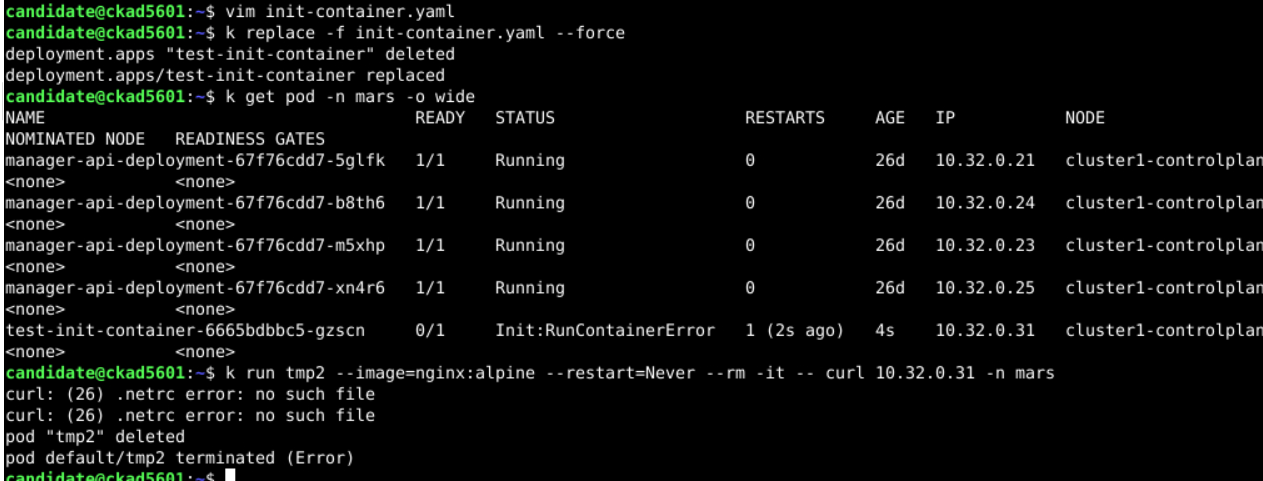 candidate@ckad5601:~$ vim init-container.yaml
candidate@ckad5601:~$ k replace -f init-container.yaml --force
deployment.apps "test-init-container" deleted
deployment.apps/test-init-container replaced
candidate@ckad5601:~$ k get pod -n mars -o wide
NAME READY STATUS RESTARTS AGE IP NODE
NOMINATED NODE READINESS GATES
manager-api-deployment-67f76cdd7-5glfk 1/1 Running 0 26d 10.32.0.21 cluster1-controlplan
<none> <none>
manager-api-deployment-67f76cdd7-b8th6 1/1 Running 0 26d 10.32.0.24 cluster1-controlplan
<none> <none>
manager-api-deployment-67f76cdd7-m5xhp 1/1 Running 0 26d 10.32.0.23 cluster1-controlplan
<none> <none>
manager-api-deployment-67f76cdd7-xn4r6 1/1 Running 0 26d 10.32.0.25 cluster1-controlplan
<none> <none>
test-init-container-6665bdbbc5-gzscn 0/1 Init:RunContainerError 1 (2s ago) 4s 10.32.0.31 cluster1-controlplan
<none> <none>
candidate@ckad5601:~$ k run tmp2 --image=nginx:alpine --restart=Never --rm -it -- curl 10.32.0.31 -n mars
curl: (26) .netrc error: no such file
curl: (26) .netrc error: no such file
pod "tmp2" deleted
pod default/tmp2 terminated (Error)
candidate@ckad5601:~$